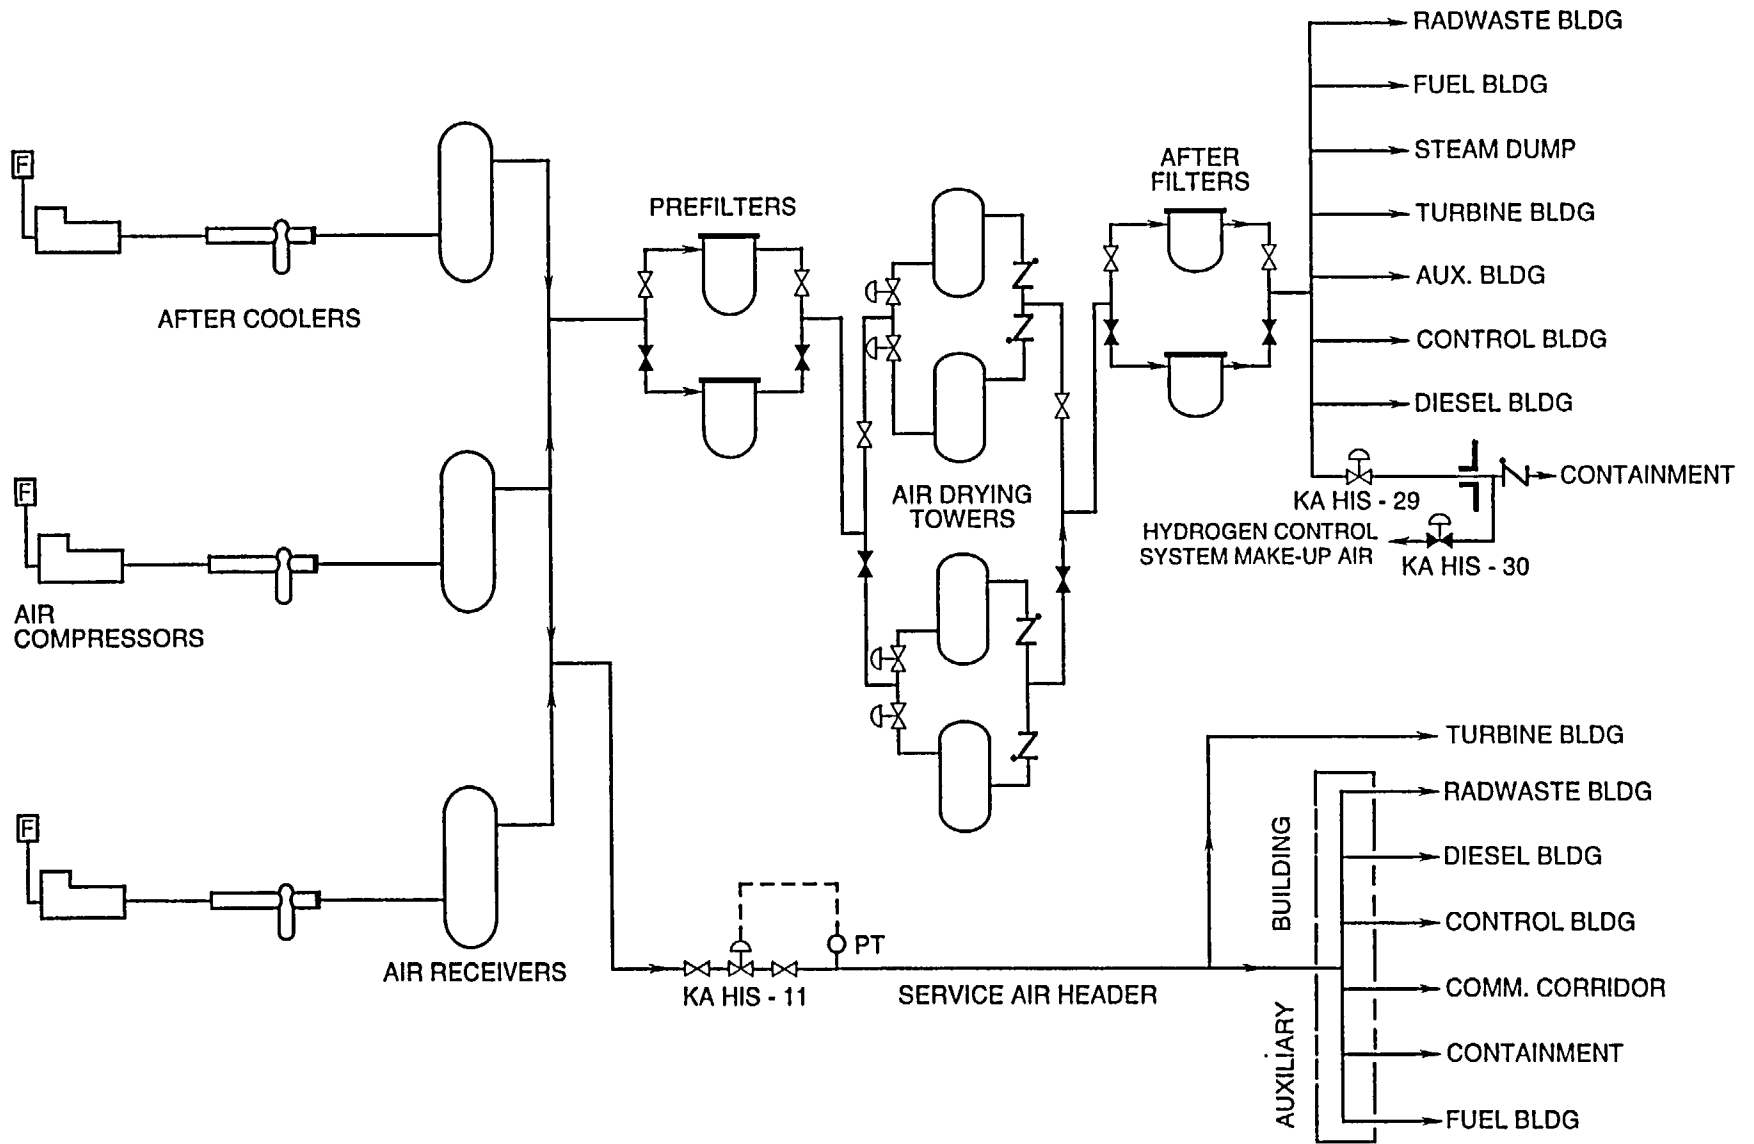 RADWASTE BLDG
FUEL BLDG
STEAM DUMP
TURBINE BLDG
AUX. BLDG
CONTROL BLDG
DIESEL BLDG
CONTAINMENT
KA HIS - 29
HYDROGEN CONTROL
SYSTEM MAKE-UP AIR
KA HIS - 30
AFTER
FILTERS
PREFILTERS
AIR DRYING
TOWERS
F
AFTER COOLERS
F
AIR
COMPRESSORS
F
AIR RECEIVERS
PT
KA HIS - 11
SERVICE AIR HEADER
TURBINE BLDG
AUXILIARY BUILDING
RADWASTE BLDG
DIESEL BLDG
CONTROL BLDG
COMM. CORRIDOR
CONTAINMENT
FUEL BLDG